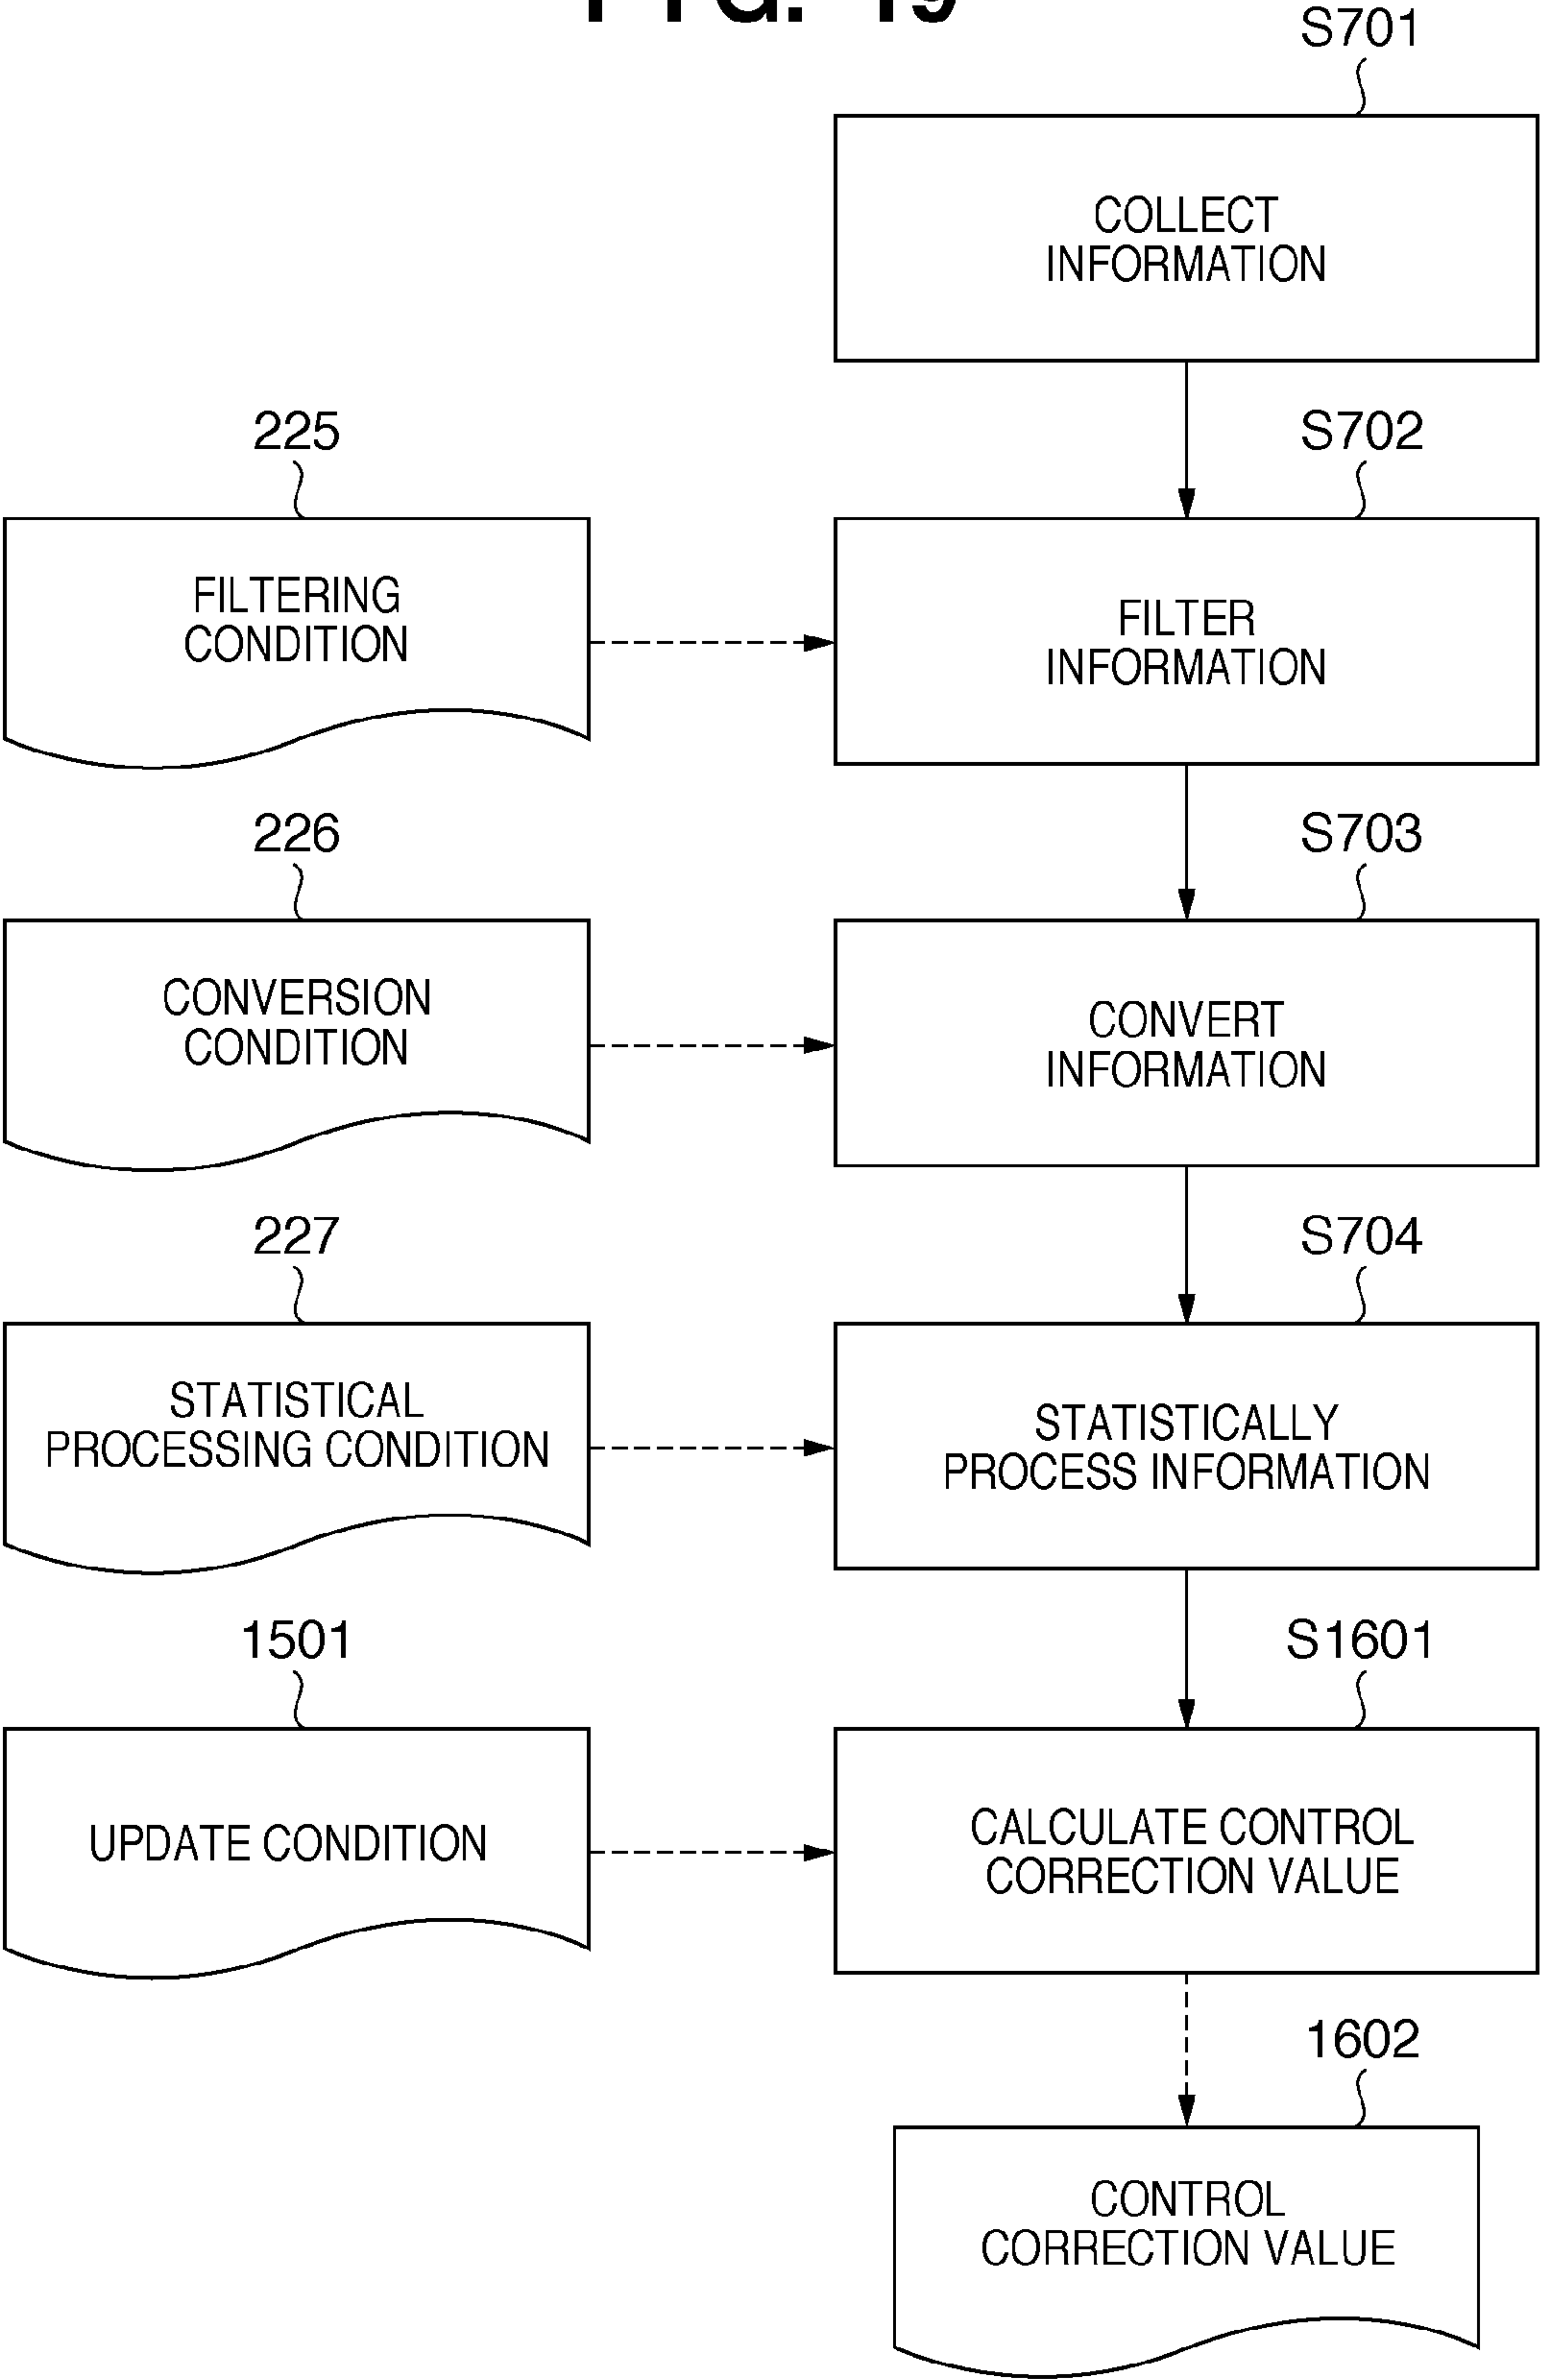 S701
COLLECT
INFORMATION
225
S702
FILTERING
CONDITION
FILTER
INFORMATION
226
S703
CONVERSION
CONDITION
CONVERT
INFORMATION
227
S704
STATISTICAL
PROCESSING CONDITION
STATISTICALLY
PROCESS INFORMATION
1501
S1601
UPDATE CONDITION
CALCULATE CONTROL
CORRECTION VALUE
1602
CONTROL
CORRECTION VALUE